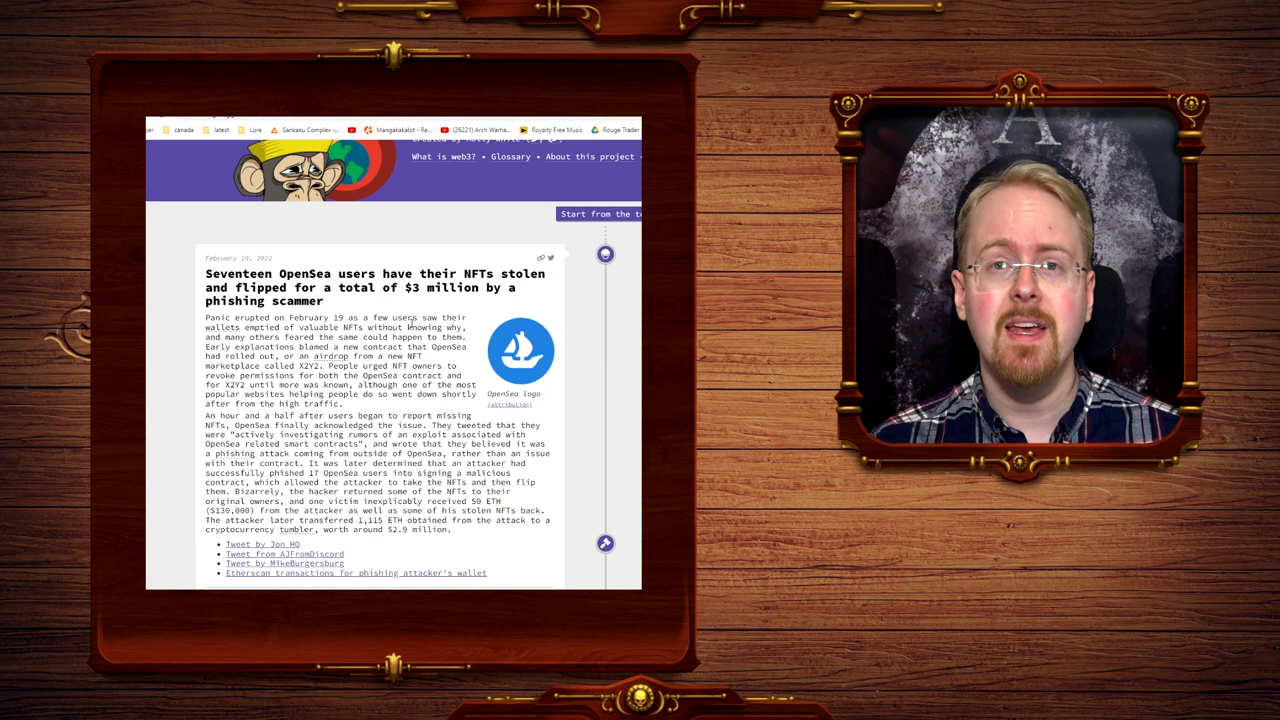 canada
latest
Lore
Sankaku Complex -...
Mangakakalot - Re...
(26221) Arch Warha...
Royalty Free Music
Rouge Trader
What is web3? • Glossary • About this project •
Start from the
February 19, 2022
Seventeen OpenSea users have their NFTs stolen
and flipped for a total of $3 million by a
phishing scammer
Panic erupted on February 19 as a few users saw their
wallets emptied of valuable NFTs without knowing why,
and many others feared the same could happen to them.
Early explanations blamed a new contract that OpenSea
had rolled out, or an airdrop from a new NFT
marketplace called X2Y2. People urged NFT owners to
revoke permissions for both the OpenSea contract and
for X2Y2 until more was known, although one of the most
popular websites helping people do so went down shortly
after from the high traffic.
OpenSea logo
(attribution)
An hour and a half after users began to report missing
NFTs, OpenSea finally acknowledged the issue. They tweeted that they
were "actively investigating rumors of an exploit associated with
OpenSea related smart contracts", and wrote that they believed it was
a phishing attack coming from outside of OpenSea, rather than an issue
with their contract. It was later determined that an attacker had
successfully phished 17 OpenSea users into signing a malicious
contract, which allowed the attacker to take the NFTs and then flip
them. Bizarrely, the hacker returned some of the NFTs to their
original owners, and one victim inexplicably received 50 ETH
($130,000) from the attacker as well as some of his stolen NFTs back.
The attacker later transferred 1,115 ETH obtained from the attack to a
cryptocurrency tumbler, worth around $2.9 million.
• Tweet by Jon HQ
• Tweet from AJFromDiscord
• Tweet by MikeBurgersburg
• Etherscan transactions for phishing attacker's wallet
A